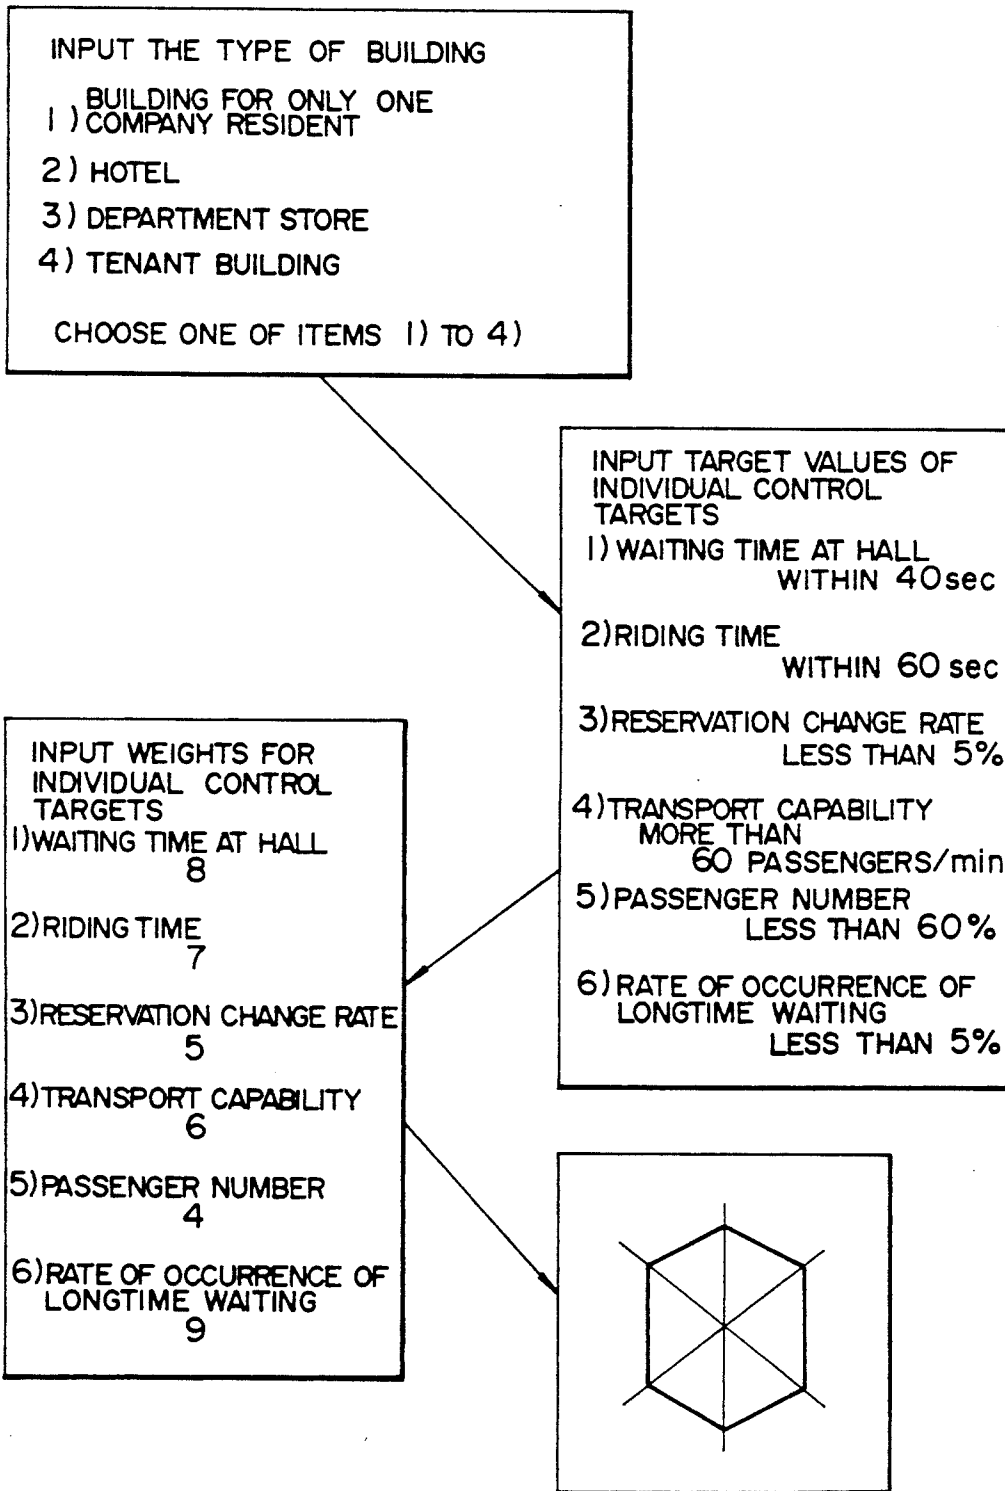 INPUT THE TYPE OF BUILDING
BUILDING FOR ONLY ONE
1) COMPANY RESIDENT
2) HOTEL
3) DEPARTMENT STORE
4) TENANT BUILDING
CHOOSE ONE OF ITEMS 1) TO 4)
INPUT TARGET VALUES OF
INDIVIDUAL CONTROL
TARGETS
1) WAITING TIME AT HALL
WITHIN 40 sec
2) RIDING TIME
WITHIN 60 sec
3) RESERVATION CHANGE RATE
LESS THAN 5%
4) TRANSPORT CAPABILITY
MORE THAN
60 PASSENGERS/min
5) PASSENGER NUMBER
LESS THAN 60%
6) RATE OF OCCURRENCE OF
LONGTIME WAITING
LESS THAN 5%
INPUT WEIGHTS FOR
INDIVIDUAL CONTROL
TARGETS
1) WAITING TIME AT HALL
8
2) RIDING TIME
7
3) RESERVATION CHANGE RATE
5
4) TRANSPORT CAPABILITY
6
5) PASSENGER NUMBER
4
6) RATE OF OCCURRENCE OF
LONGTIME WAITING
9